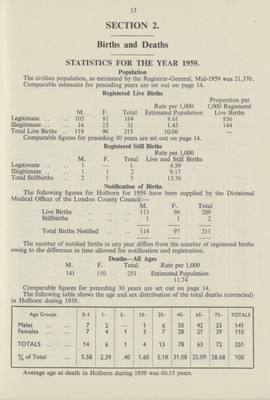 13
SECTION 2.
Births and Deaths
STATISTICS FOR THE YEAR 1959.
Population
The civilian population, as estimated by the Registrar-General, Mid-1959 was 21,370.
Comparable estimates for preceding 30 years are set out on page 14.
Registered Live Births
M. F. Total Rate per 1,000 Estimated Population Proportion per 1,000 Registered Live Births
Legitimate .. .. 103 81 184 8.61 856
Illegitimate .. .. 16 15 31 1.45 144
Total Live Births .. 119 96 215 10.06 —
Comparable figures for preceding 30 years are set out on page 14.
Registered Still Births
M. F. Total Rate per 1,000 Live and Still Births
Legitimate .. .. 1 — 1 4.59
Illegitimate .. .. 1 1 2 9.17
Total Stillbirths .. 2 1 3 13.76
Notification of Births
The following figures for Holborn for 1959 have been supplied by the Divisional
Medical Officer of the London County Council:—
M. F. Total
Live Births .. .. .. 113 96 209
Stillbirths .. .. .. 1 1 2
Total Births Notified .. .. 114 97 211
The number of notified births in any year differs from the number of registered births
owing to the difference in time allowed for notification and registration.
Deaths—All Ages
M. F. Total Rate per 1,000
141 110 251 Estimated Population
11.74
Comparable figures for preceding 30 years are set out on page 14.
The following table shows the age and sex distribution of the total deaths (corrected)
in Holborn during 1959.
Age Groups 0-1 1- 5- 15- 25- 45- 65- 75- TOTALS
Males ... ... 7 2 — 1 6 50 42 33 141
Females ... ... 7 4 1 3 7 28 21 39 110
TOTALS ... ... 14 6 1 4 13 78 63 72 251
% of Total ... 5.58 2.39 .40 1.60 5.18 31.08 25.09 28.68 100
Average age at death in Holborn during 1959 was 60.15 years.